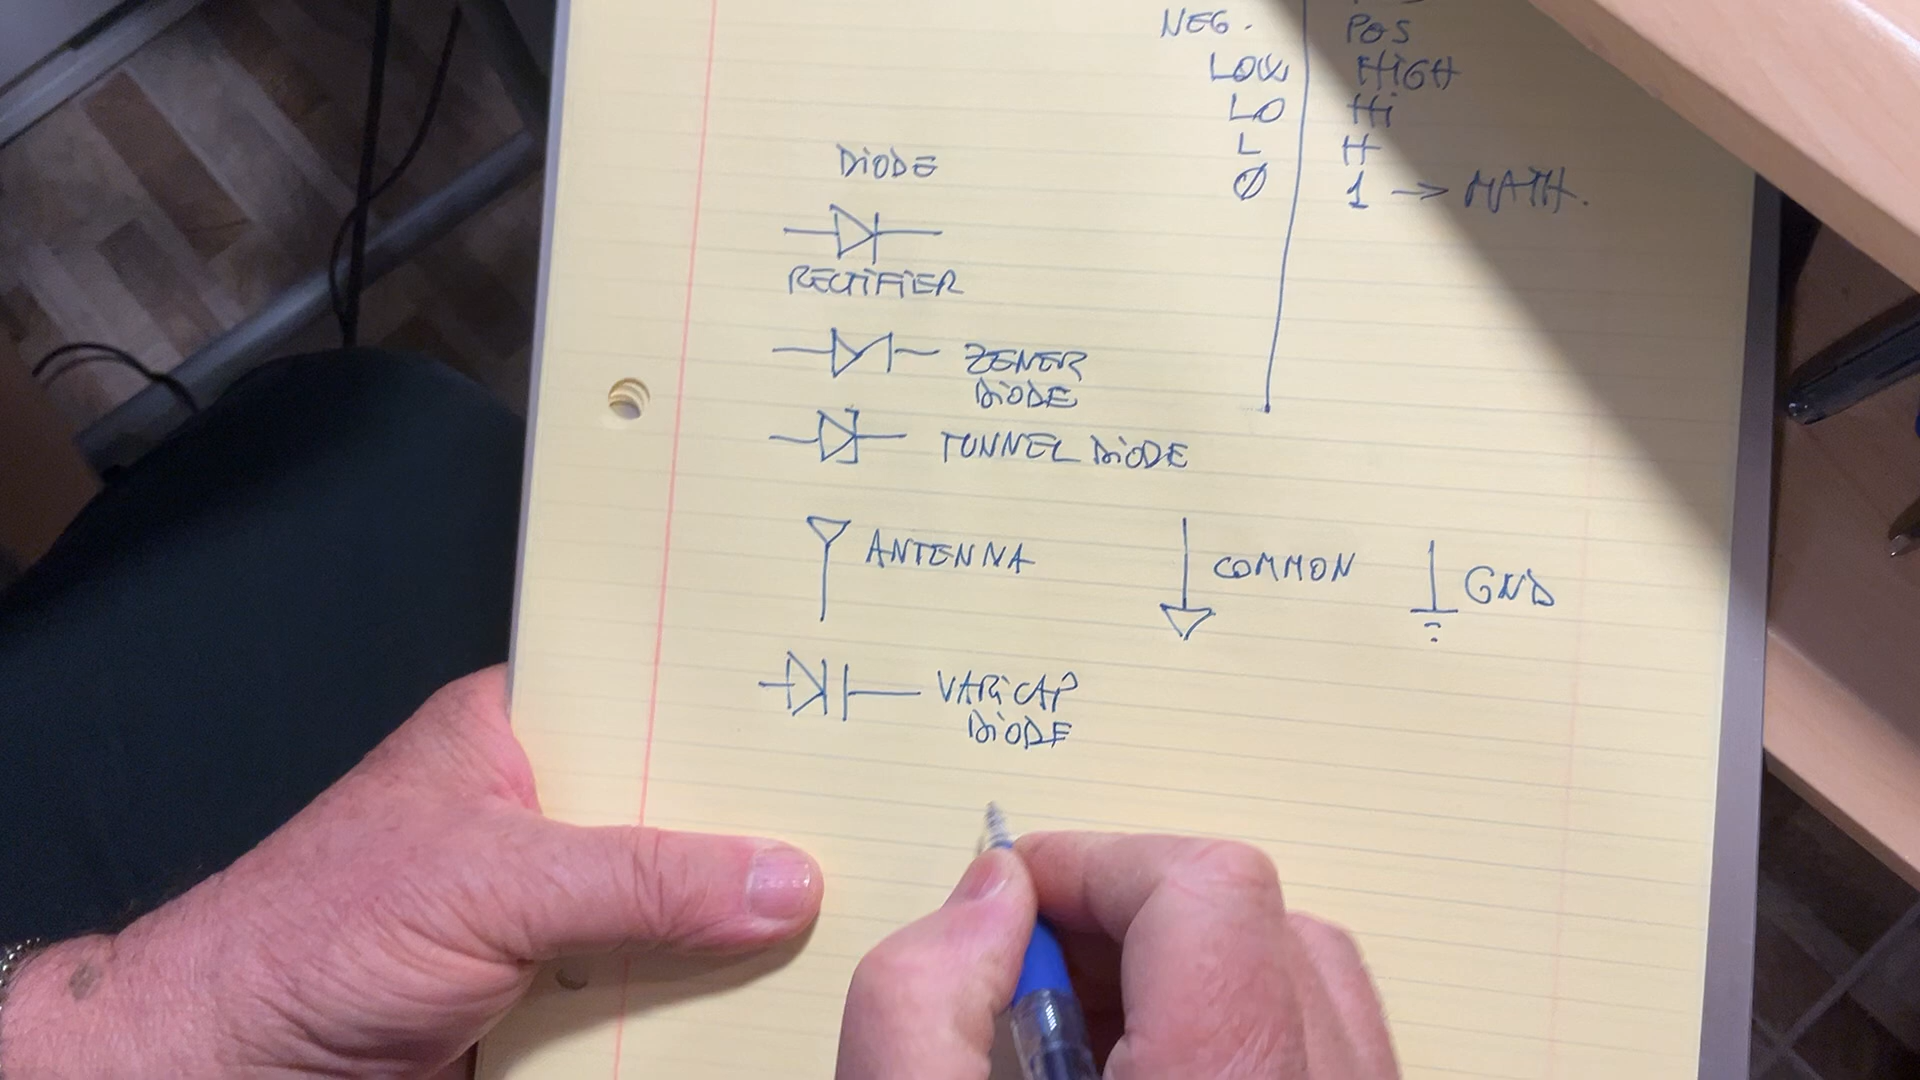 NEG. POS
LOW HiGH
LO Hi
L H
0 1 → MATH.
DiODE
RECTiFiER
ZENER
DiODE
TUNNEL DiODE
ANTENNA
COMMON
GND
VARiCAP
DiODE